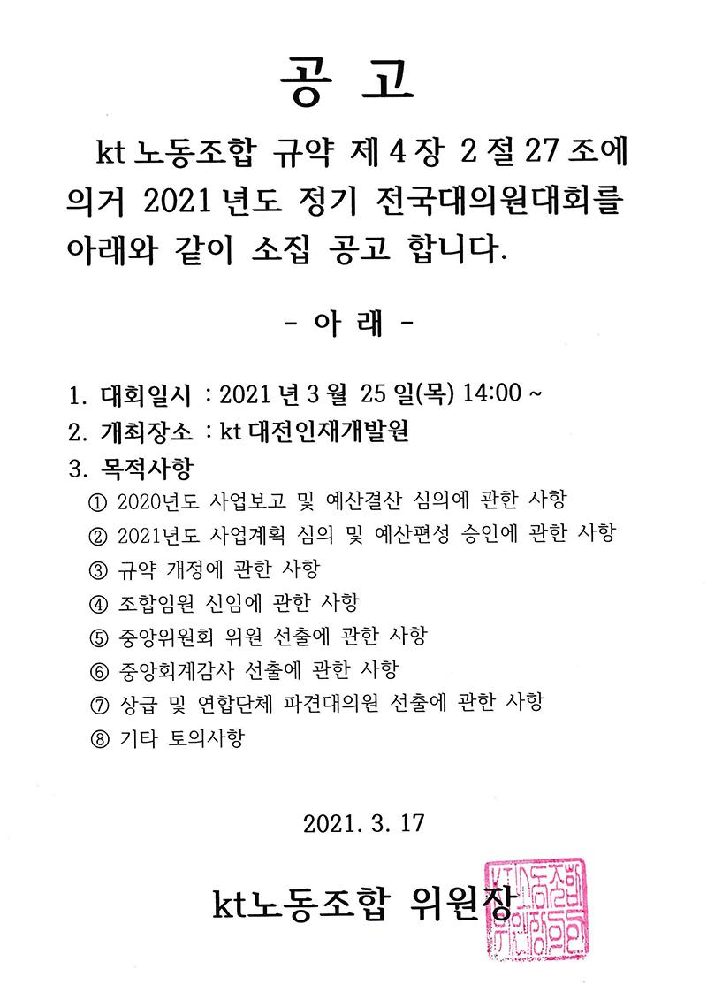 공 고
kt 노동조합 규약 제 4 장 2 절 27 조에
의거 2021 년도 정기 전국대의원대회를
아래와 같이 소집 공고 합니다.
- 아 래 -
1. 대회일시 : 2021 년 3 월 25 일(목) 14:00 ~
2. 개최장소 : kt 대전인재개발원
3. 목적사항
① 2020년도 사업보고 및 예산결산 심의에 관한 사항
② 2021년도 사업계획 심의 및 예산편성 승인에 관한 사항
③ 규약 개정에 관한 사항
④ 조합임원 신임에 관한 사항
⑤ 중앙위원회 위원 선출에 관한 사항
⑥ 중앙회계감사 선출에 관한 사항
⑦ 상급 및 연합단체 파견대의원 선출에 관한 사항
⑧ 기타 토의사항
2021. 3. 17
kt노동조합 위원장
KT노동조합
위원장의인